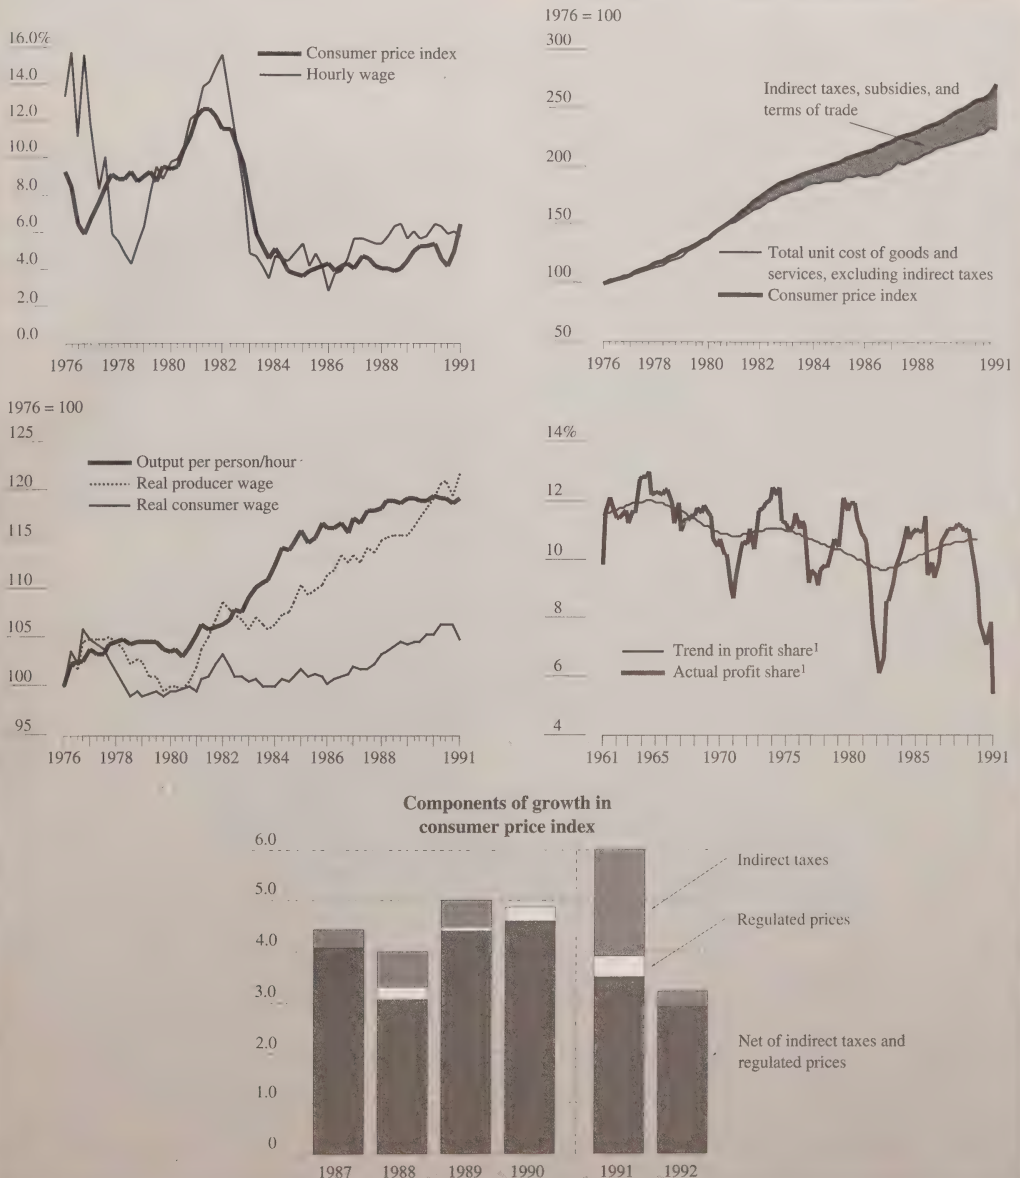 16.0%
14.0
12.0
10.0
8.0
6.0
4.0
2.0
0.0
Consumer price index
Hourly wage
1976 1978 1980 1982 1984 1986 1988 1991
1976 = 100
300
250
200
150
100
50
Indirect taxes, subsidies, and
terms of trade
Total unit cost of goods and
services, excluding indirect taxes
Consumer price index
1976 1978 1980 1982 1984 1986 1988 1991
1976 = 100
125
120
115
110
105
100
95
Output per person/hour
Real producer wage
Real consumer wage
1976 1978 1980 1982 1984 1986 1988 1991
14%
12
10
8
6
4
Trend in profit share¹
Actual profit share¹
1961 1965 1970 1975 1980 1985 1991
Components of growth in
consumer price index
6.0
5.0
4.0
3.0
2.0
1.0
0
Indirect taxes
Regulated prices
Net of indirect taxes and
regulated prices
1987 1988 1989 1990 1991 1992